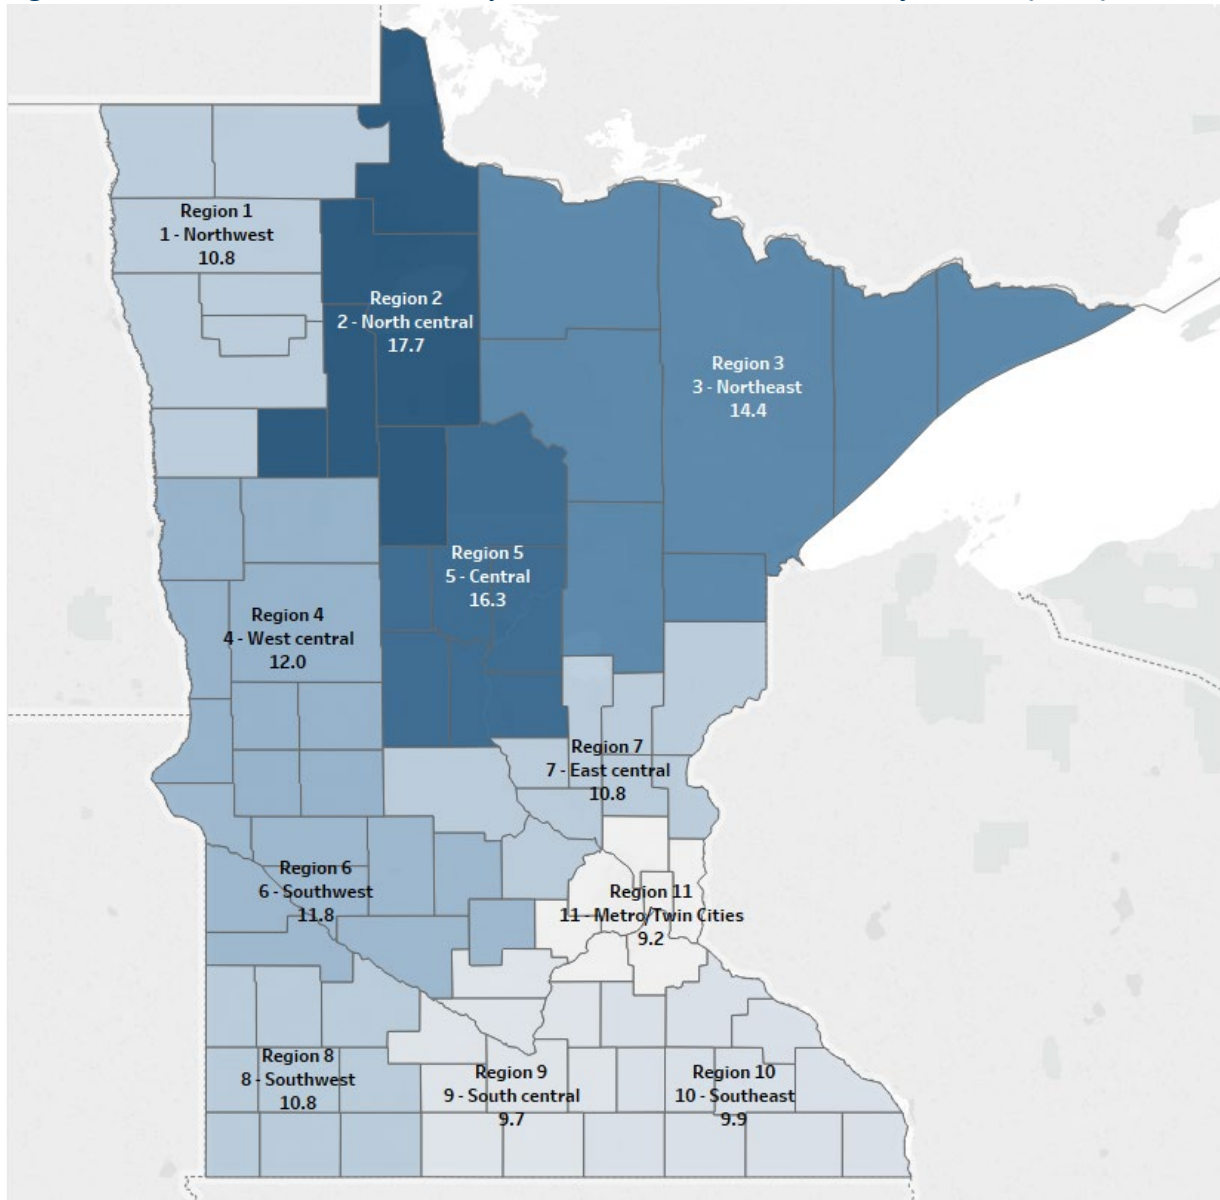 Region 1
1 - Northwest
10.8
Region 2
2 - North central
17.7
Region 3
3 - Northeast
14.4
Region 5
5 - Central
16.3
Region 4
4 - West central
12.0
Region 7
7 - East central
10.8
Region 6
6 - Southwest
11.8
Region 11
11 - Metro/Twin Cities
9.2
Region 8
8 - Southwest
10.8
Region 9
9 - South central
9.7
Region 10
10 - Southeast
9.9